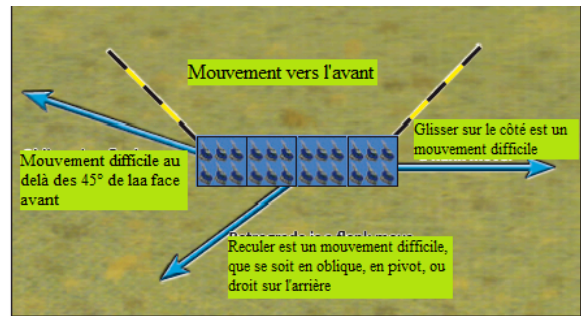 Mouvement vers l'avant
Glisser sur le côté est un
mouvement difficile
Mouvement difficile au
delà des 45° de laa face
avant
Reculer est un mouvement difficile,
que se soit en oblique, en pivot, ou
droit sur l'arrière